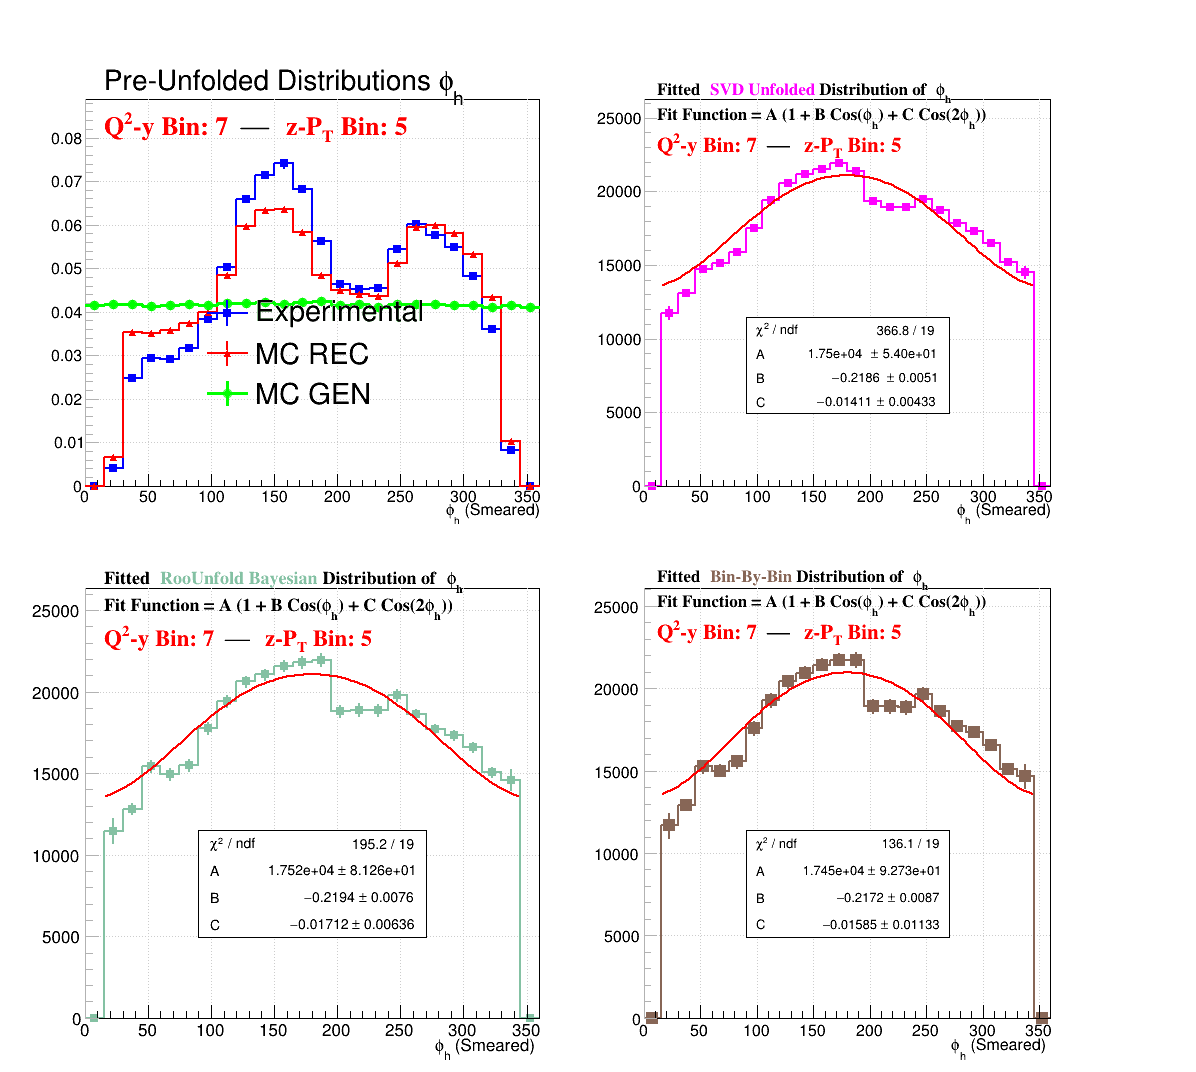 Pre-Unfolded Distributions ϕh
Q²-y Bin: 7 — z-PT Bin: 5
0.08
0.07
0.06
0.05
0.04
0.03
0.02
0.01
0
Experimental
MC REC
MC GEN
0 50 100 150 200 250 300 350
ϕh (Smeared)
Fitted SVD Unfolded Distribution of ϕh
Fit Function = A (1 + B Cos(ϕh) + C Cos(2ϕh))
Q²-y Bin: 7 — z-PT Bin: 5
25000
20000
15000
10000
5000
0
χ² / ndf 366.8 / 19
A 1.75e+04 ± 5.40e+01
B −0.2186 ± 0.0051
C −0.01411 ± 0.00433
0 50 100 150 200 250 300 350
ϕh (Smeared)
Fitted RooUnfold Bayesian Distribution of ϕh
Fit Function = A (1 + B Cos(ϕh) + C Cos(2ϕh))
Q²-y Bin: 7 — z-PT Bin: 5
25000
20000
15000
10000
5000
0
χ² / ndf 195.2 / 19
A 1.752e+04 ± 8.126e+01
B −0.2194 ± 0.0076
C −0.01712 ± 0.00636
0 50 100 150 200 250 300 350
ϕh (Smeared)
Fitted Bin-By-Bin Distribution of ϕh
Fit Function = A (1 + B Cos(ϕh) + C Cos(2ϕh))
Q²-y Bin: 7 — z-PT Bin: 5
25000
20000
15000
10000
5000
0
χ² / ndf 136.1 / 19
A 1.745e+04 ± 9.273e+01
B −0.2172 ± 0.0087
C −0.01585 ± 0.01133
0 50 100 150 200 250 300 350
ϕh (Smeared)